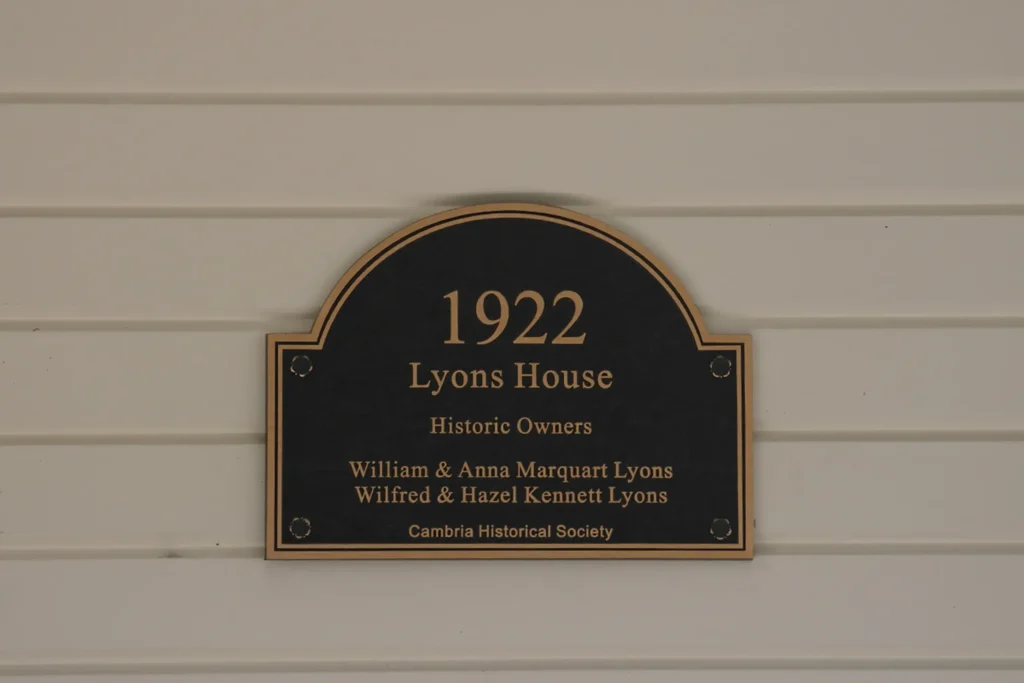 1922
Lyons House
Historic Owners
William & Anna Marquart Lyons
Wilfred & Hazel Kennett Lyons
Cambria Historical Society